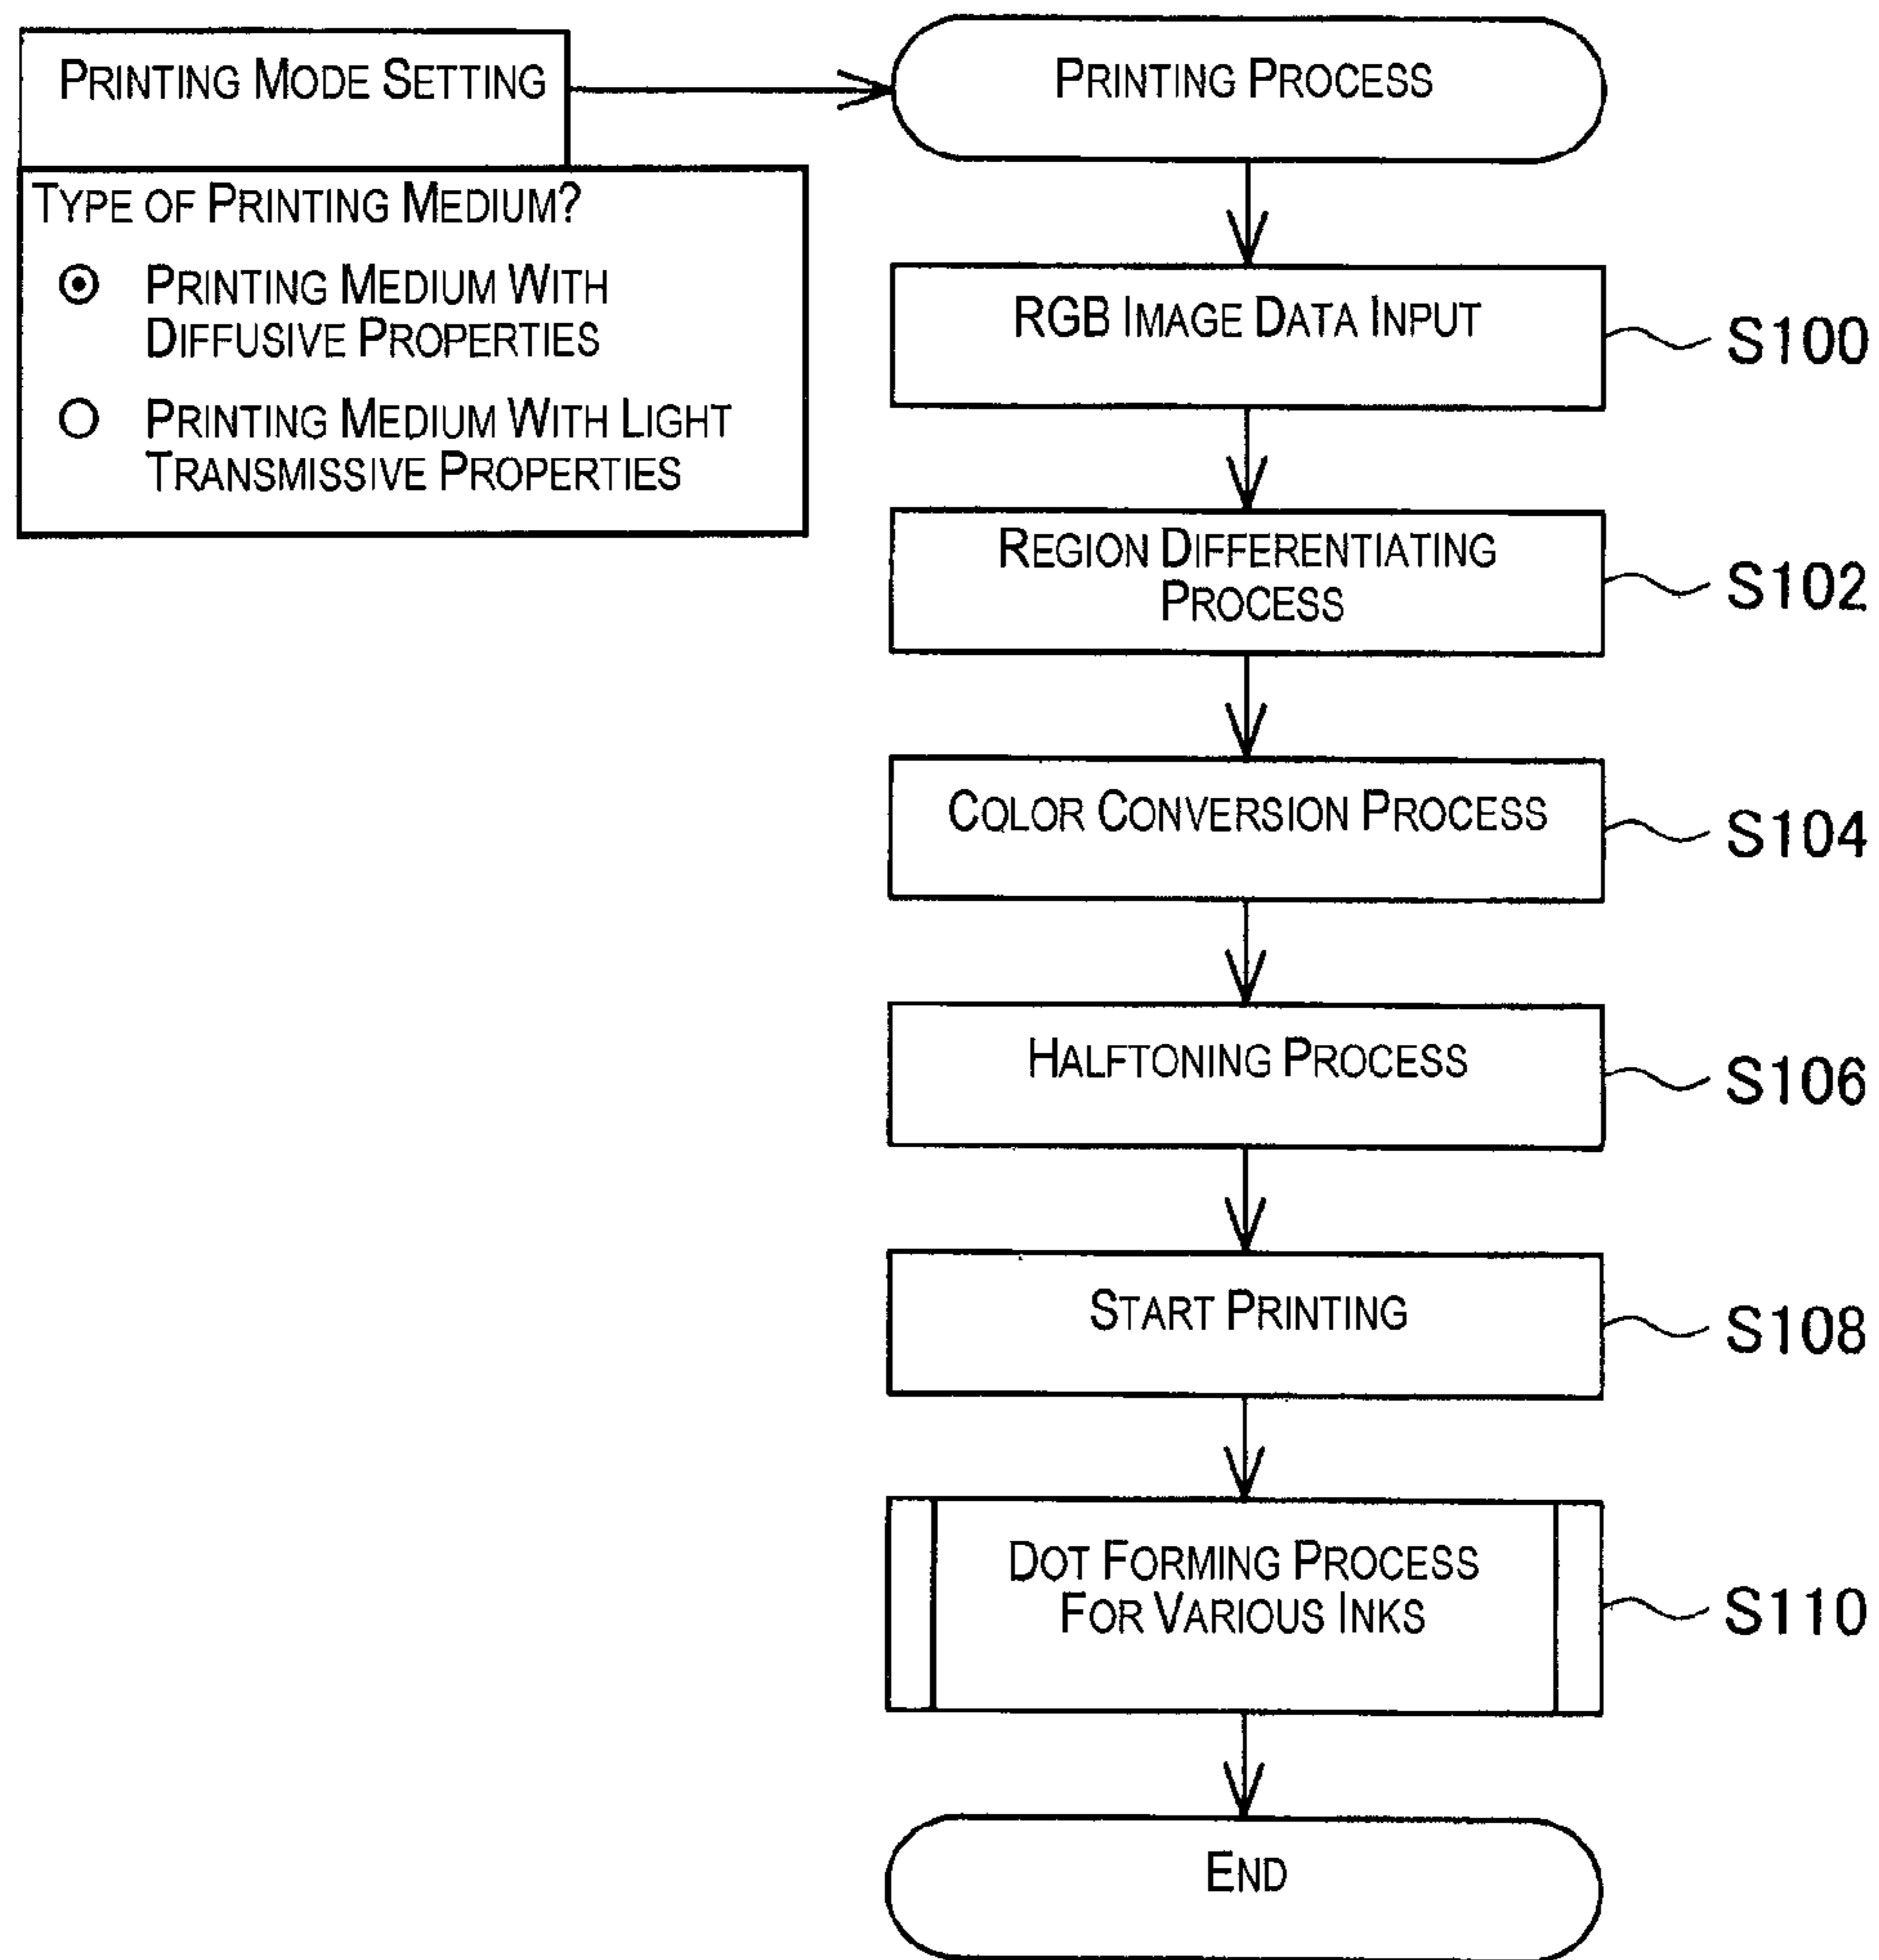 PRINTING MODE SETTING
TYPE OF PRINTING MEDIUM?
PRINTING MEDIUM WITH
DIFFUSIVE PROPERTIES
PRINTING MEDIUM WITH LIGHT
TRANSMISSIVE PROPERTIES
PRINTING PROCESS
RGB IMAGE DATA INPUT
S100
REGION DIFFERENTIATING
PROCESS
S102
COLOR CONVERSION PROCESS
S104
HALFTONING PROCESS
S106
START PRINTING
S108
DOT FORMING PROCESS
FOR VARIOUS INKS
S110
END